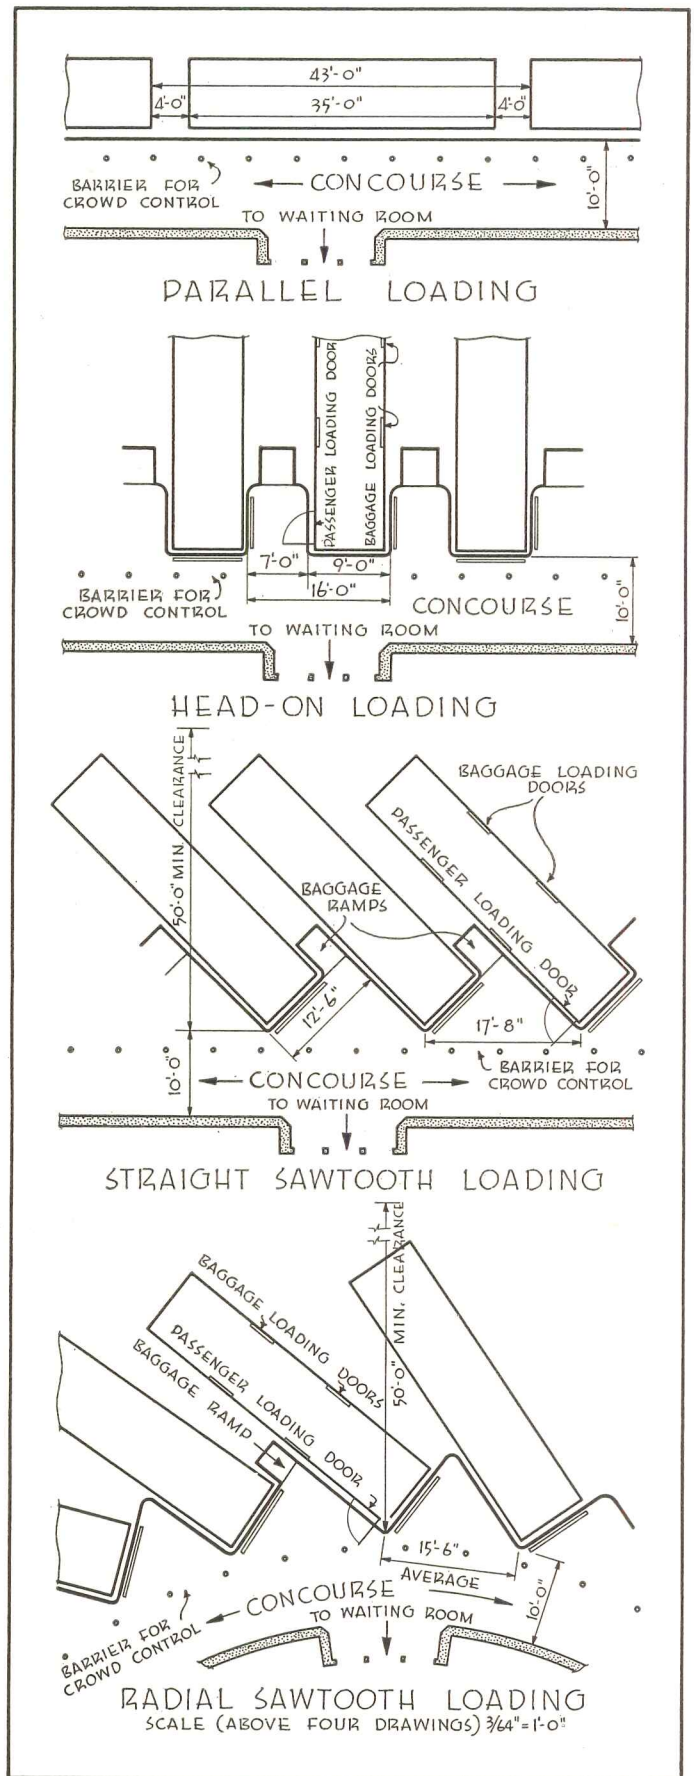 43'-0"
4'-0" 35'-0" 4'-0"
BARRIER FOR
CROWD CONTROL
CONCOURSE
10'-0"
TO WAITING ROOM
PARALLEL LOADING
PASSENGER LOADING DOOR
BAGGAGE LOADING DOORS
7'-0" 9'-0"
16'-0"
BARRIER FOR
CROWD CONTROL
CONCOURSE
10'-0"
TO WAITING ROOM
HEAD-ON LOADING
50'-0" MIN. CLEARANCE
BAGGAGE LOADING
DOORS
PASSENGER LOADING DOOR
BAGGAGE
RAMPS
12'-6"
17'-8"
10'-0"
BARRIER FOR
CROWD CONTROL
CONCOURSE
TO WAITING ROOM
STRAIGHT SAWTOOTH LOADING
50'-0" MIN. CLEARANCE
BAGGAGE LOADING DOORS
PASSENGER LOADING DOOR
BAGGAGE RAMP
15'-6"
AVERAGE
10'-0"
CONCOURSE
TO WAITING ROOM
BARRIER FOR
CROWD CONTROL
RADIAL SAWTOOTH LOADING
SCALE (ABOVE FOUR DRAWINGS) 3/64"=1'-0"